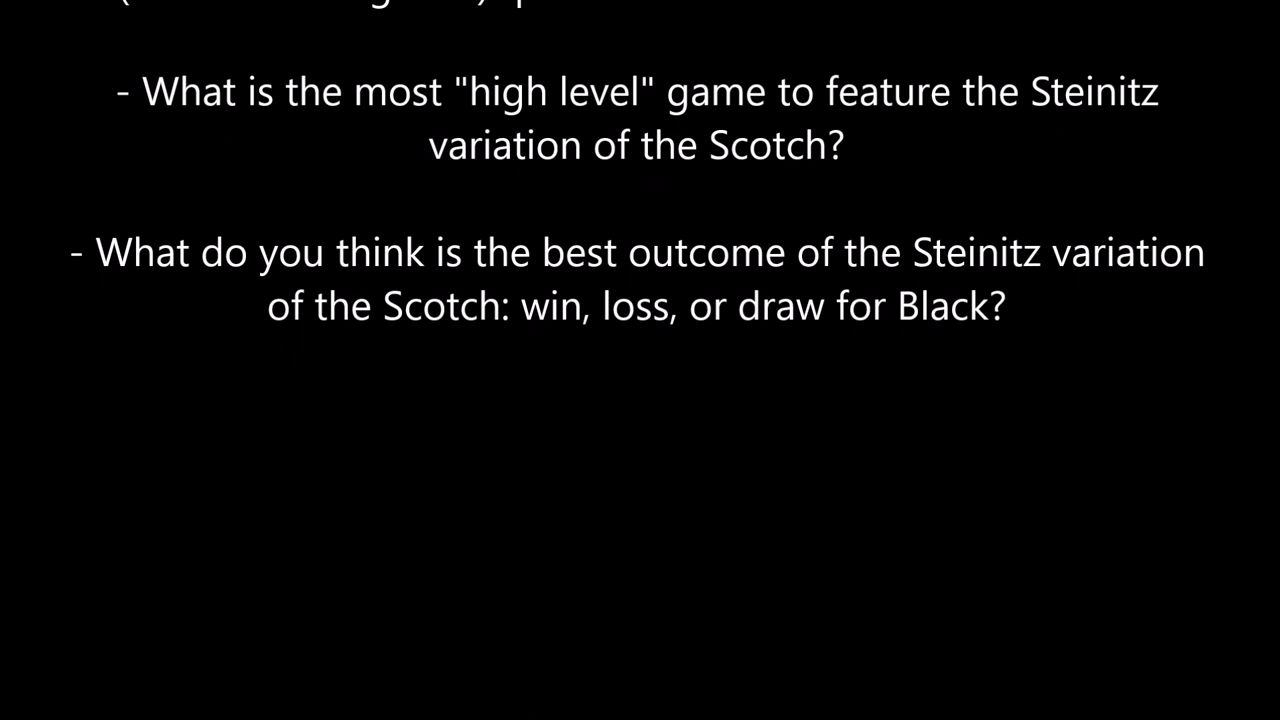 - What is the most "high level" game to feature the Steinitz
variation of the Scotch?
- What do you think is the best outcome of the Steinitz variation
of the Scotch: win, loss, or draw for Black?